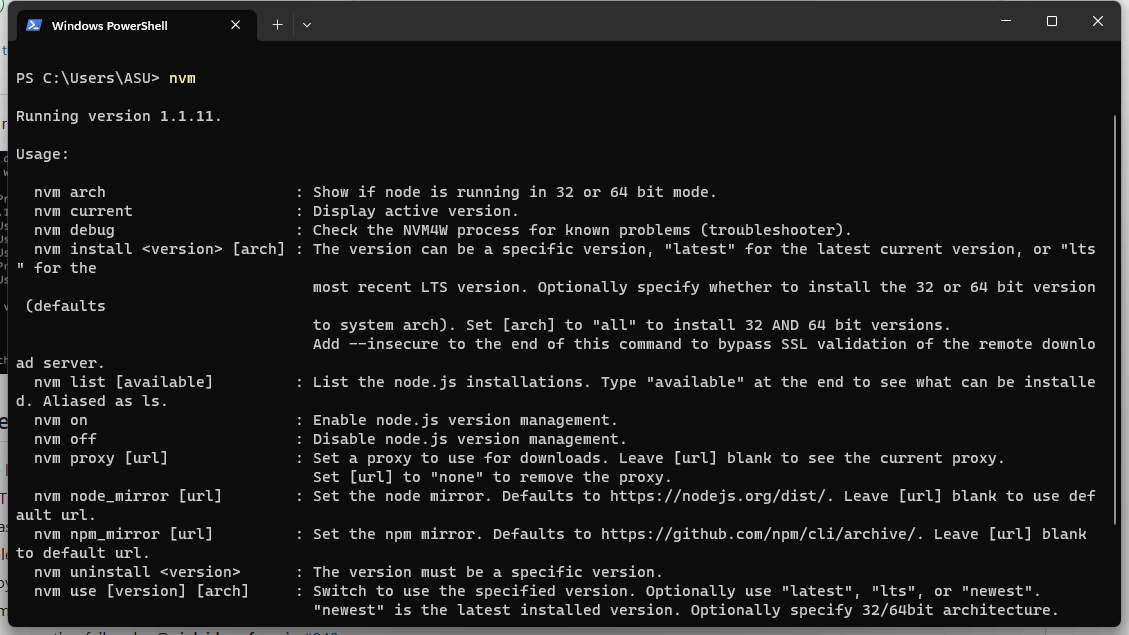 Windows PowerShell
PS C:\Users\ASU> nvm
Running version 1.1.11.
Usage:
nvm arch : Show if node is running in 32 or 64 bit mode.
nvm current : Display active version.
nvm debug : Check the NVM4W process for known problems (troubleshooter).
nvm install <version> [arch] : The version can be a specific version, "latest" for the latest current version, or "lts
" for the
most recent LTS version. Optionally specify whether to install the 32 or 64 bit version
(defaults
to system arch). Set [arch] to "all" to install 32 AND 64 bit versions.
Add --insecure to the end of this command to bypass SSL validation of the remote downlo
ad server.
nvm list [available] : List the node.js installations. Type "available" at the end to see what can be installe
d. Aliased as ls.
nvm on : Enable node.js version management.
nvm off : Disable node.js version management.
nvm proxy [url] : Set a proxy to use for downloads. Leave [url] blank to see the current proxy.
Set [url] to "none" to remove the proxy.
nvm node_mirror [url] : Set the node mirror. Defaults to https://nodejs.org/dist/. Leave [url] blank to use def
ault url.
nvm npm_mirror [url] : Set the npm mirror. Defaults to https://github.com/npm/cli/archive/. Leave [url] blank
to default url.
nvm uninstall <version> : The version must be a specific version.
nvm use [version] [arch] : Switch to use the specified version. Optionally use "latest", "lts", or "newest".
"newest" is the latest installed version. Optionally specify 32/64bit architecture.